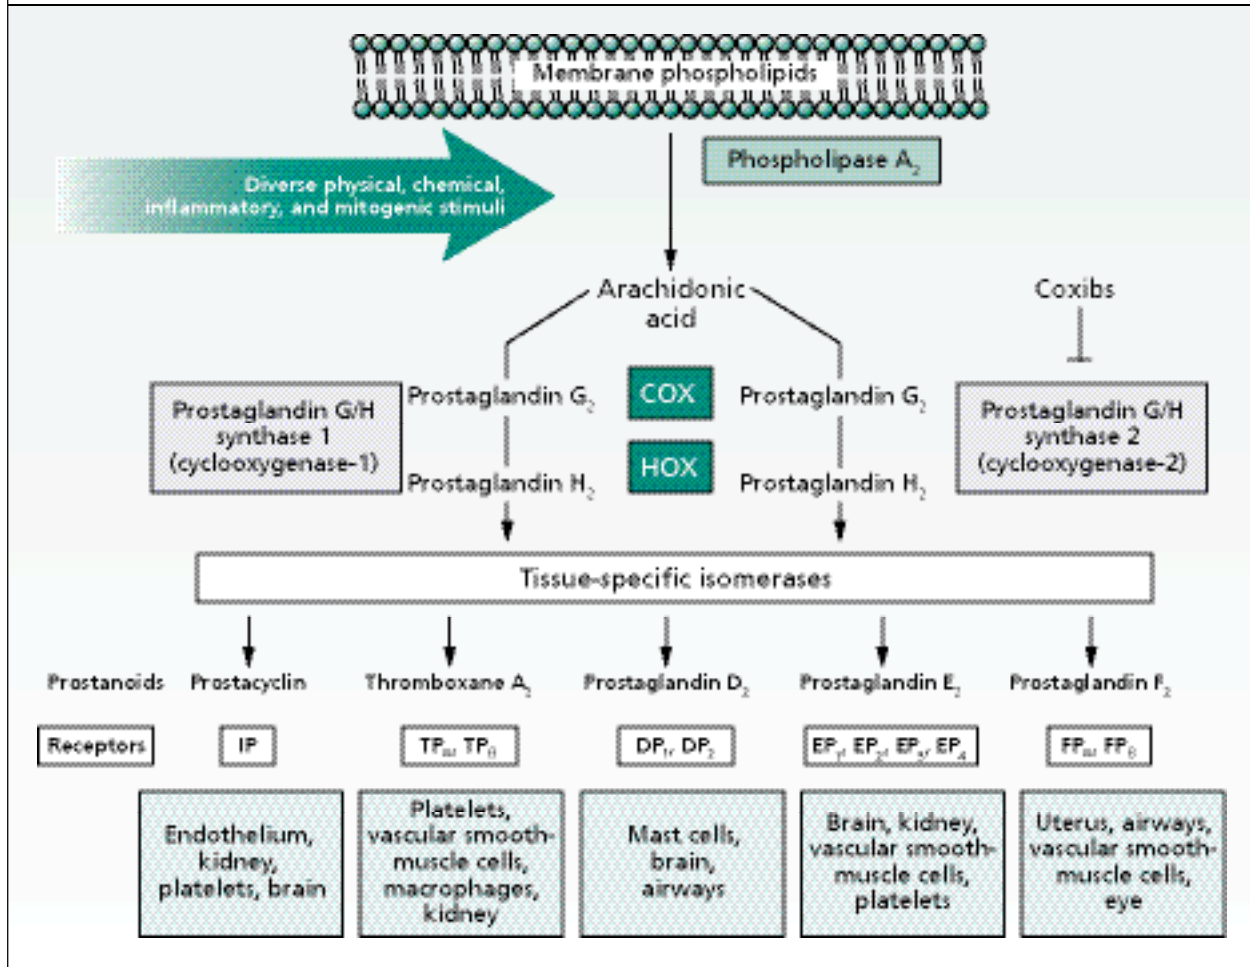 Membrane phospholipids
Phospholipase A2
Diverse physical, chemical,
inflammatory, and mitogenic stimuli
Arachidonic
acid
Coxibs
Prostaglandin G/H
synthase 1
(cyclooxygenase-1)
Prostaglandin G2
COX
Prostaglandin G2
Prostaglandin G/H
synthase 2
(cyclooxygenase-2)
HOX
Prostaglandin H2
Prostaglandin H2
Tissue-specific isomerases
Prostanoids Prostacyclin Thromboxane A2 Prostaglandin D2 Prostaglandin E2 Prostaglandin F2
Receptors IP TPα, TPβ DP1, DP2 EP1, EP2, EP3, EP4 FPα, FPβ
Endothelium,
kidney,
platelets, brain
Platelets,
vascular smooth-
muscle cells,
macrophages,
kidney
Mast cells,
brain,
airways
Brain, kidney,
vascular smooth-
muscle cells,
platelets
Uterus, airways,
vascular smooth-
muscle cells,
eye